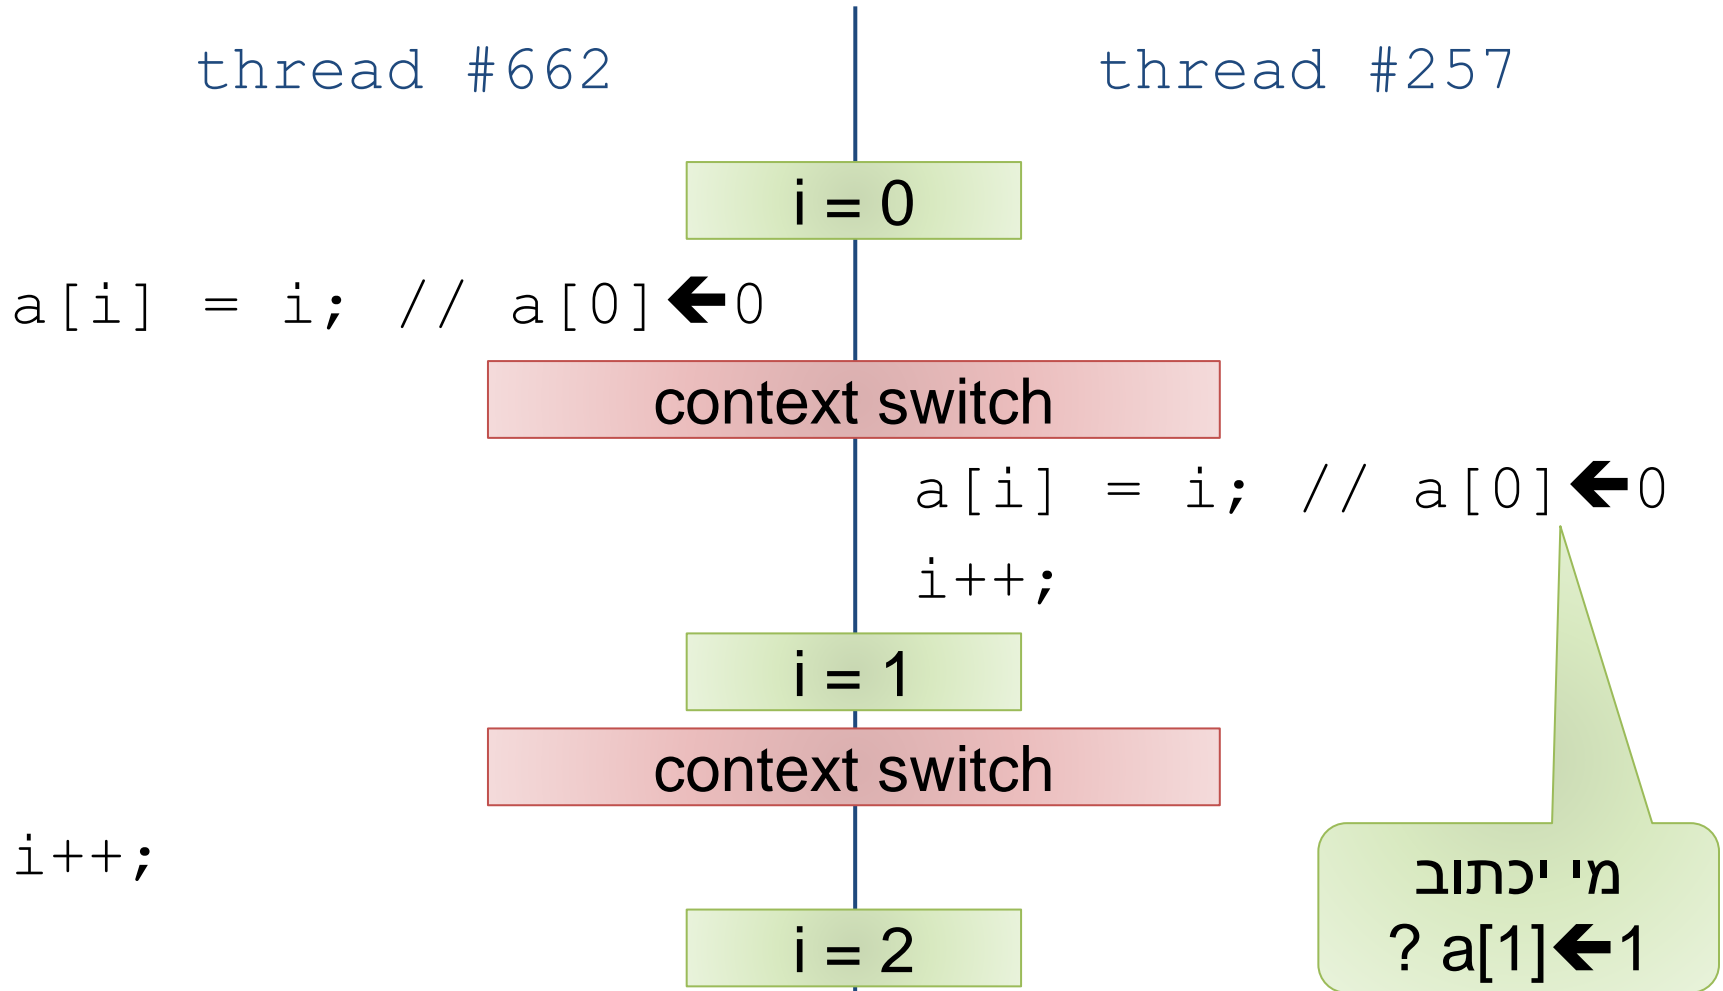 thread #662
thread #257
i = 0
a[i] = i; // a[0]🡸0
context switch
a[i] = i; // a[0]🡸0
i++;
i = 1
context switch
i++;
i = 2
מי יכתוב
? a[1]🡸1